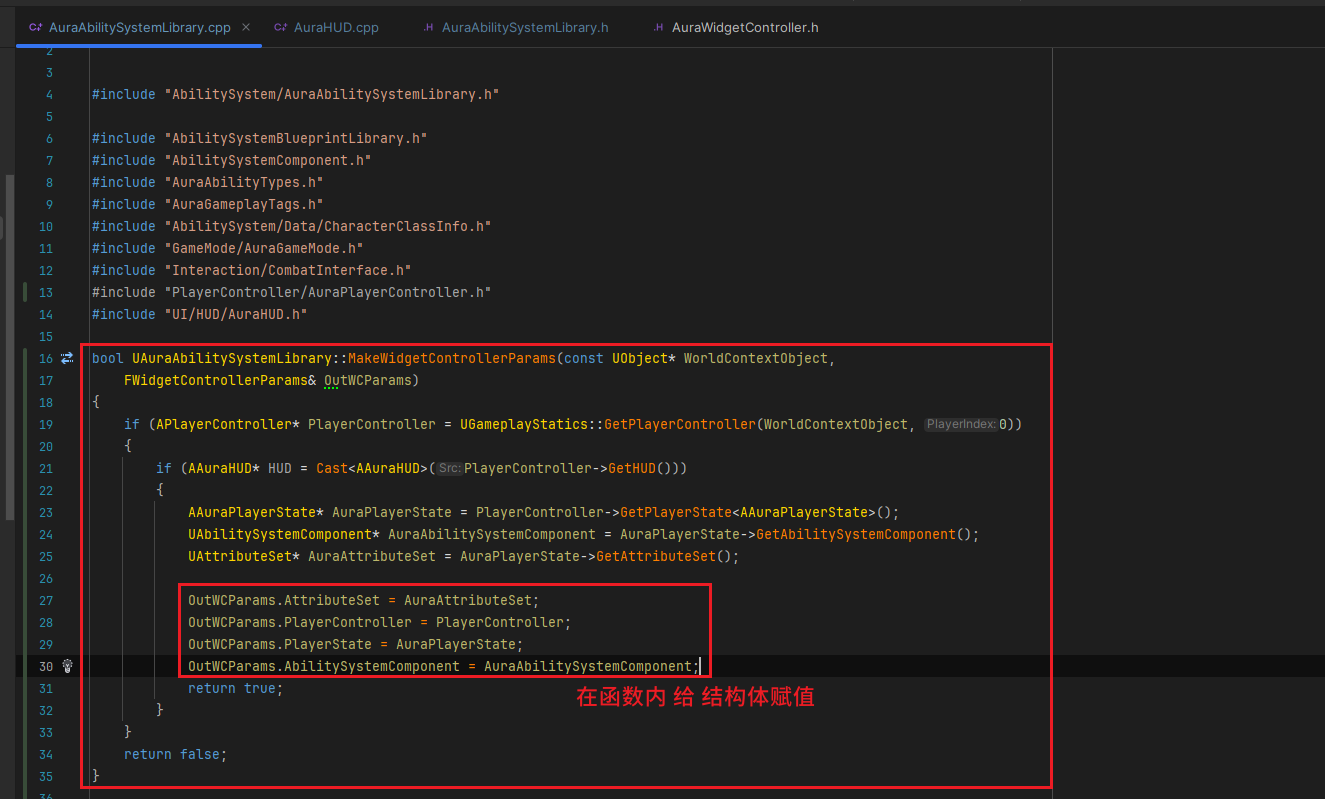 AuraAbilitySystemLibrary.cpp × AuraHUD.cpp .H AuraAbilitySystemLibrary.h .H AuraWidgetController.h
2
3
4 #include "AbilitySystem/AuraAbilitySystemLibrary.h"
5
6 #include "AbilitySystemBlueprintLibrary.h"
7 #include "AbilitySystemComponent.h"
8 #include "AuraAbilityTypes.h"
9 #include "AuraGameplayTags.h"
10 #include "AbilitySystem/Data/CharacterClassInfo.h"
11 #include "GameMode/AuraGameMode.h"
12 #include "Interaction/CombatInterface.h"
13 #include "PlayerController/AuraPlayerController.h"
14 #include "UI/HUD/AuraHUD.h"
15
16 bool UAuraAbilitySystemLibrary::MakeWidgetControllerParams(const UObject* WorldContextObject,
17 FWidgetControllerParams& OutWCParams)
18 {
19 if (APlayerController* PlayerController = UGameplayStatics::GetPlayerController(WorldContextObject, PlayerIndex: 0))
20 {
21 if (AAuraHUD* HUD = Cast<AAuraHUD>( Src: PlayerController->GetHUD()))
22 {
23 AAuraPlayerState* AuraPlayerState = PlayerController->GetPlayerState<AAuraPlayerState>();
24 UAbilitySystemComponent* AuraAbilitySystemComponent = AuraPlayerState->GetAbilitySystemComponent();
25 UAttributeSet* AuraAttributeSet = AuraPlayerState->GetAttributeSet();
26
27 OutWCParams.AttributeSet = AuraAttributeSet;
28 OutWCParams.PlayerController = PlayerController;
29 OutWCParams.PlayerState = AuraPlayerState;
30 OutWCParams.AbilitySystemComponent = AuraAbilitySystemComponent;
31 return true;
在函数内 给 结构体赋值
32 }
33 }
34 return false;
35 }
36